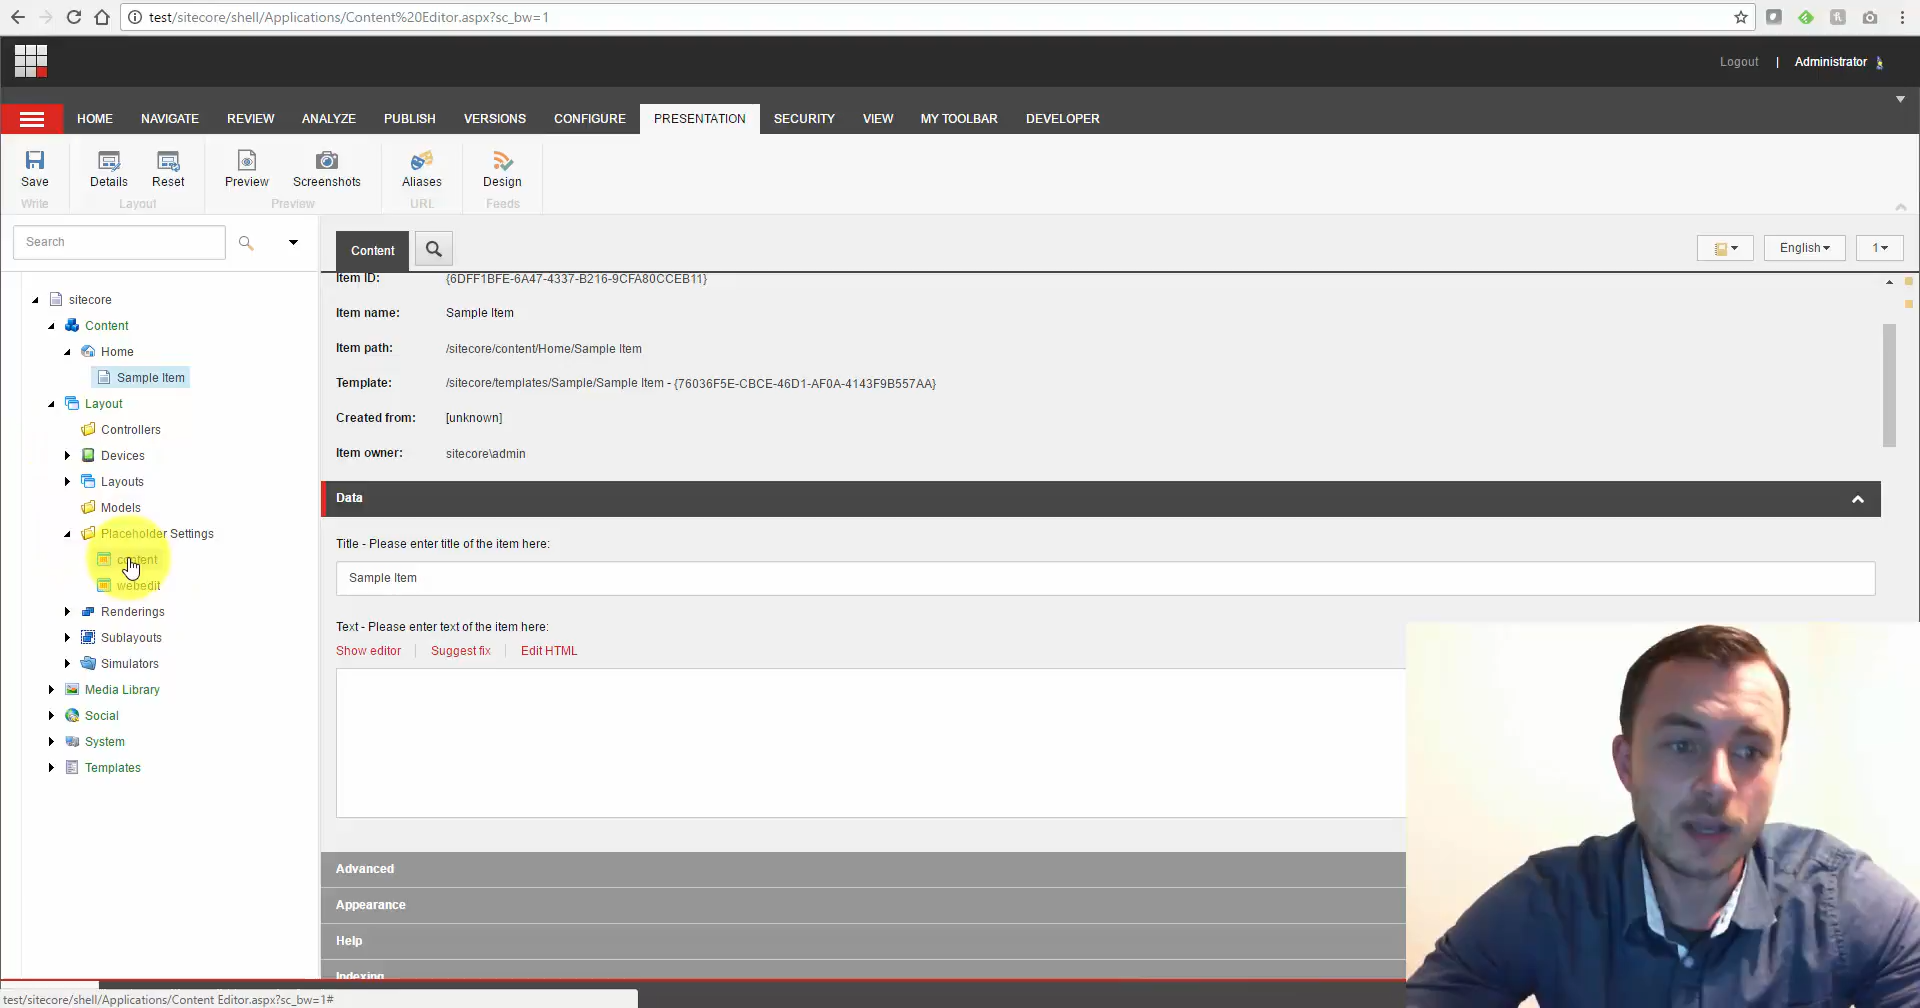 test/sitecore/shell/Applications/Content%20Editor.aspx?sc_bw=1
Logout | Administrator
HOME NAVIGATE REVIEW ANALYZE PUBLISH VERSIONS CONFIGURE PRESENTATION SECURITY VIEW MY TOOLBAR DEVELOPER
Save Details Reset Preview Screenshots Aliases Design
Write Layout Preview URL Feeds
Search
Content
English
1
sitecore
Content
Home
Sample Item
Layout
Controllers
Devices
Layouts
Models
Placeholder Settings
content
webedit
Renderings
Sublayouts
Simulators
Media Library
Social
System
Templates
Item ID: {6DFF1BFE-6A47-4337-B216-9CFA80CCEB11}
Item name: Sample Item
Item path: /sitecore/content/Home/Sample Item
Template: /sitecore/templates/Sample/Sample Item - {76036F5E-CBCE-46D1-AF0A-4143F9B557AA}
Created from: [unknown]
Item owner: sitecore\admin
Data
Title - Please enter title of the item here:
Sample Item
Text - Please enter text of the item here:
Show editor Suggest fix Edit HTML
Advanced
Appearance
Help
Indexing
test/sitecore/shell/Applications/Content Editor.aspx?sc_bw=1#